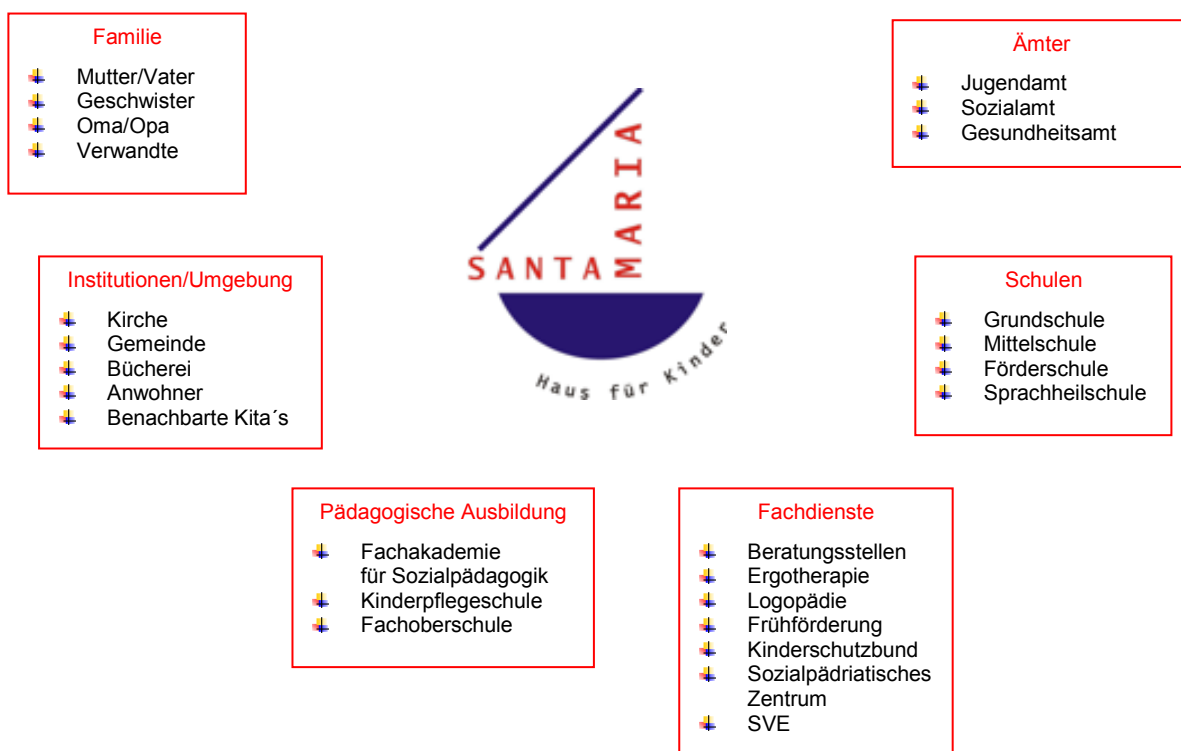 Familie
Mutter/Vater
Geschwister
Oma/Opa
Verwandte
Ämter
Jugendamt
Sozialamt
Gesundheitsamt
SANTA
MARIA
Haus für Kinder
Institutionen/Umgebung
Kirche
Gemeinde
Bücherei
Anwohner
Benachbarte Kita´s
Schulen
Grundschule
Mittelschule
Förderschule
Sprachheilschule
Pädagogische Ausbildung
Fachakademie
für Sozialpädagogik
Kinderpflegeschule
Fachoberschule
Fachdienste
Beratungsstellen
Ergotherapie
Logopädie
Frühförderung
Kinderschutzbund
Sozialpädriatisches
Zentrum
SVE